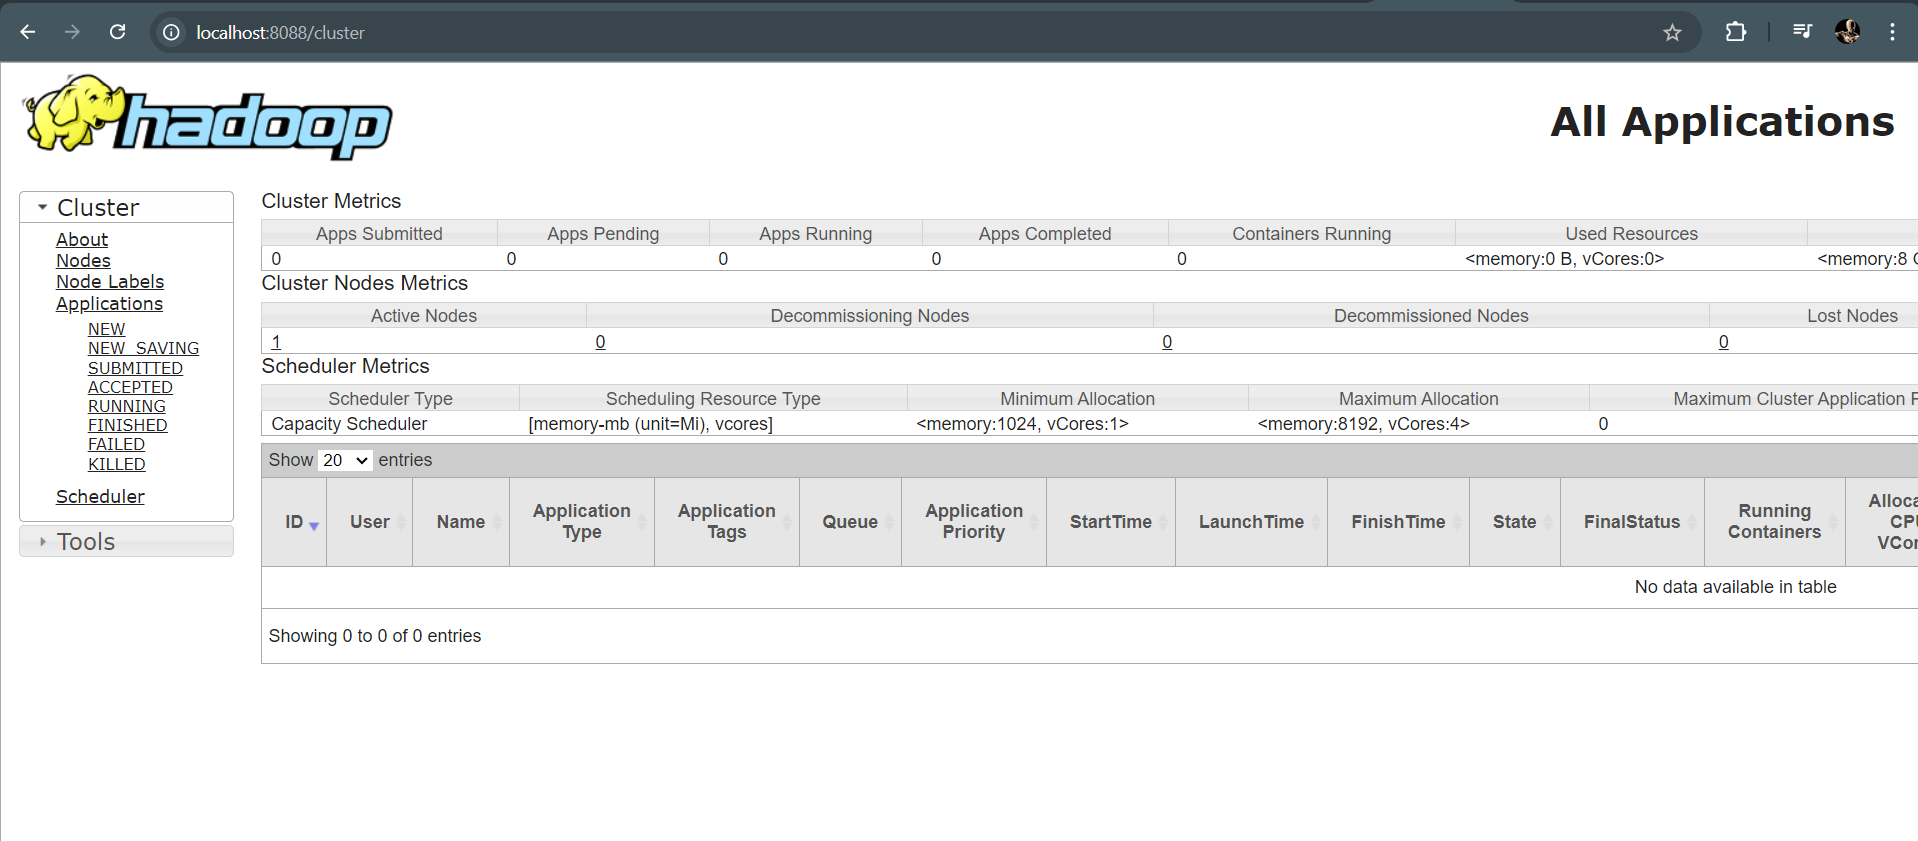 localhost:8088/cluster
hadoop
All Applications
Cluster
About
Nodes
Node Labels
Applications
NEW
NEW_SAVING
SUBMITTED
ACCEPTED
RUNNING
FINISHED
FAILED
KILLED
Scheduler
Tools
Cluster Metrics
Apps Submitted Apps Pending Apps Running Apps Completed Containers Running Used Resources
0 0 0 0 0 <memory:0 B, vCores:0> <memory:8
Cluster Nodes Metrics
Active Nodes Decommissioning Nodes Decommissioned Nodes Lost Nodes
1 0 0 0
Scheduler Metrics
Scheduler Type Scheduling Resource Type Minimum Allocation Maximum Allocation Maximum Cluster Application
Capacity Scheduler [memory-mb (unit=Mi), vcores] <memory:1024, vCores:1> <memory:8192, vCores:4> 0
Show 20 entries
ID User Name Application Type Application Tags Queue Application Priority StartTime LaunchTime FinishTime State FinalStatus Running Containers
No data available in table
Showing 0 to 0 of 0 entries